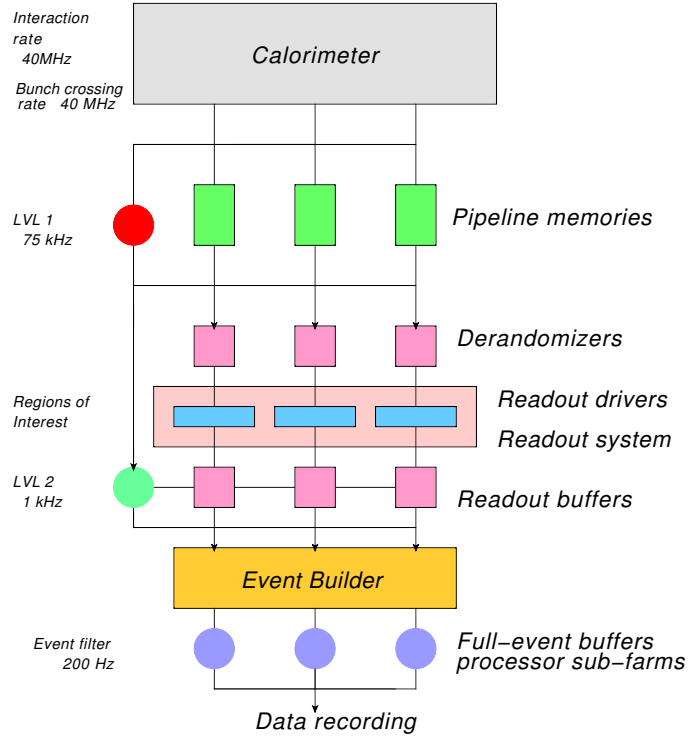 Interaction
rate
40MHz
Calorimeter
Bunch crossing
rate 40 MHz
LVL 1
75 kHz
Pipeline memories
Derandomizers
Regions of
Interest
Readout drivers
Readout system
LVL 2
1 kHz
Readout buffers
Event Builder
Event filter
200 Hz
Full−event buffers
processor sub−farms
Data recording